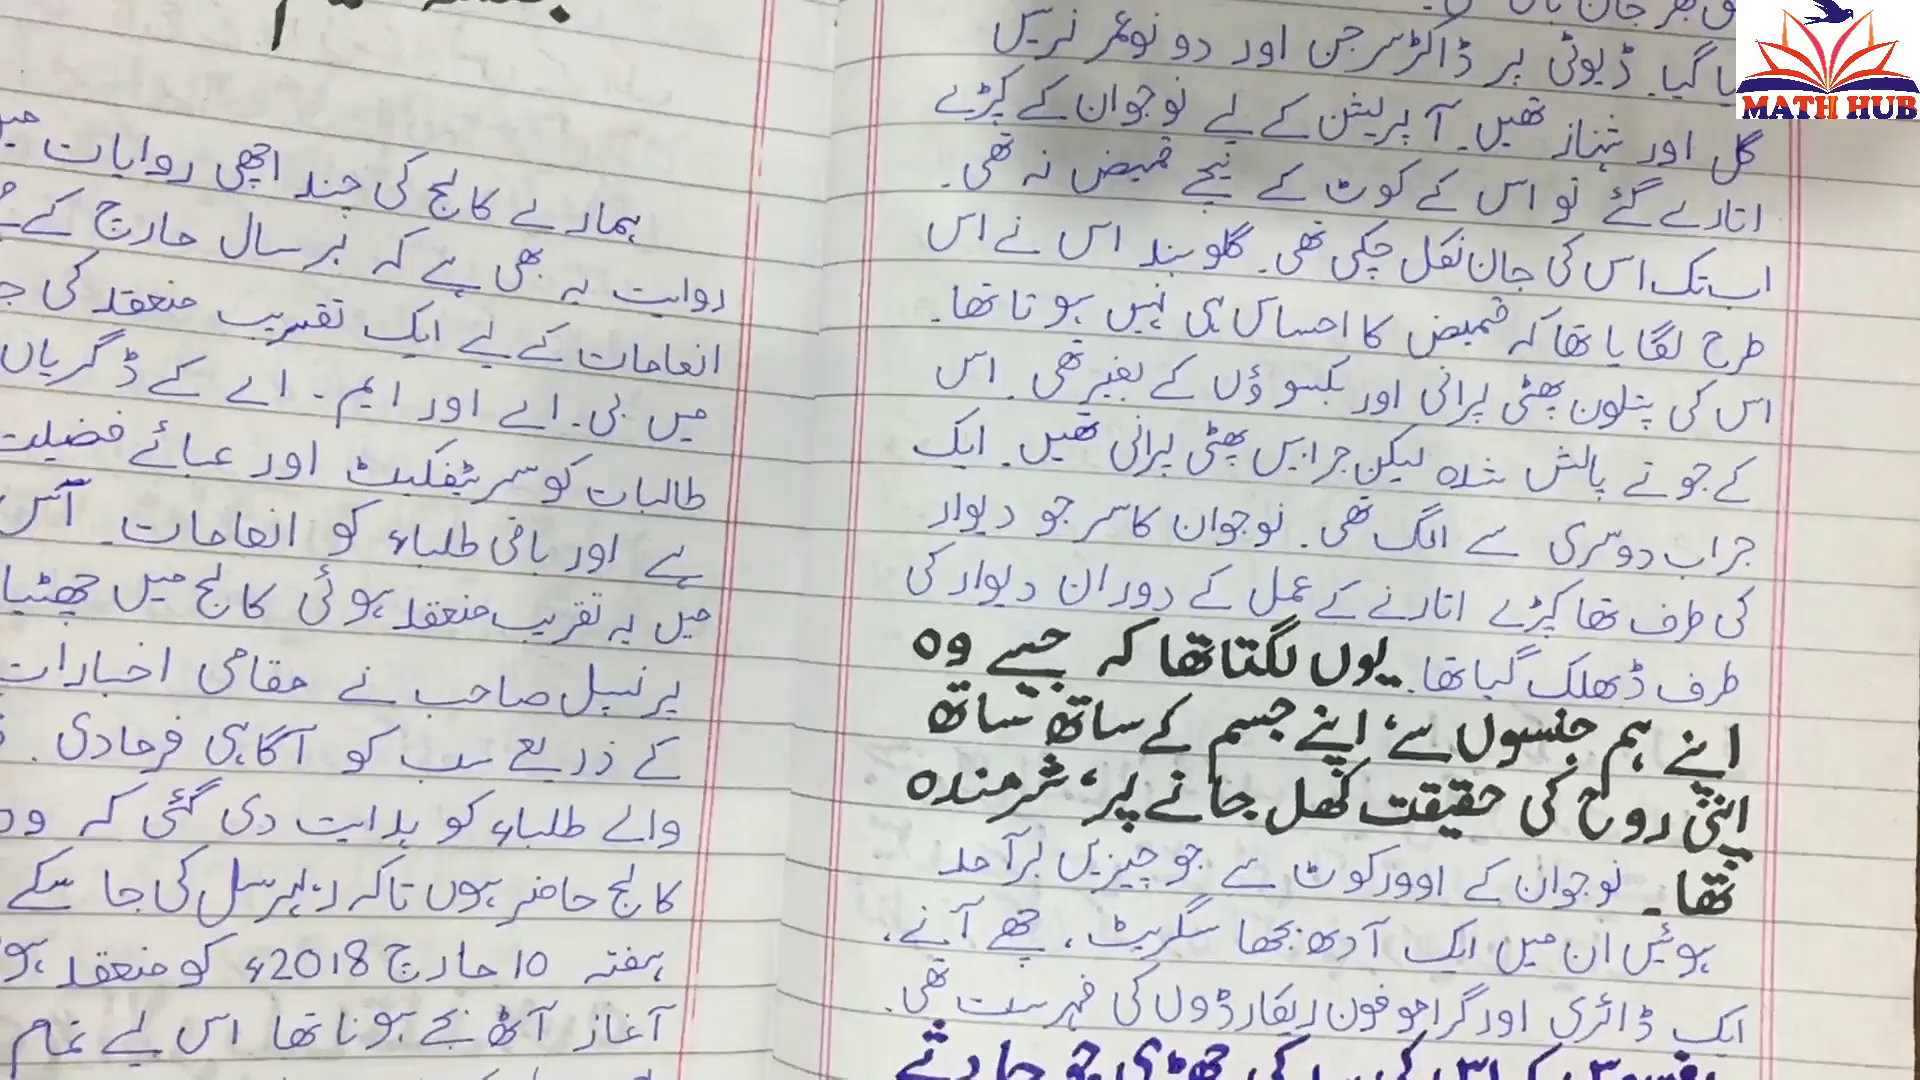 گیا۔ ڈیوٹی پر ڈاکٹر سرجن اور دو نو عمر نرسیں
گل اور شہناز تھیں۔ آپریشن کے لیے نوجوان کے کپڑے
اتارے گئے تو اس کے کوٹ کے نیچے قمیض نہ تھی۔
اب تک اس کی جان نکل چکی تھی۔ گلو بند اس نے اس
طرح لگایا تھا کہ قمیض کا احساس ہی نہیں ہوتا تھا۔
اس کی پتلون پھٹی پرانی اور بکسوؤں کے بغیر تھی۔ اس
کے جوتے پالش شدہ لیکن جرابیں پھٹی پرانی تھیں۔ ایک
جراب دوسری سے الگ تھی۔ نوجوان کا سر جو دیوار
کی طرف تھا کپڑے اتارنے کے عمل کے دوران دیوار کی
طرف ڈھلک گیا تھا۔ یوں لگتا تھا کہ جیسے وہ
اپنے ہم جنسوں سے، اپنے جسم کے ساتھ ساتھ
اپنی روح کی حقیقت کھل جانے پر، شرمندہ
تھا۔ نوجوان کے اوورکوٹ سے جو چیزیں برآمد
ہوئیں ان میں ایک آدھ بجھا سگریٹ، چھے آنے،
ایک ڈائری اور گراموفون ریکارڈوں کی فہرست تھی۔
ہمارے کالج کی چند اچھی روایات میں
روایت یہ بھی ہے کہ ہر سال مارچ کے
انعامات کے لیے ایک تقریب منعقد کی
میں بی۔ اے اور ایم۔ اے کے ڈگریاں
طالبات کو سرٹیفکیٹ اور عبائے فضیلت
ہے اور باقی طلباء کو انعامات۔
میں یہ تقریب منعقد ہوئی کالج میں
پرنسپل صاحب نے مقامی اخبارات
کے ذریعے سب کو آگاہی فرمادی۔
والے طلباء کو ہدایت دی گئی کہ وہ
کالج حاضر ہوں تاکہ ریہرسل کی جا سکے
ہفتہ 10 مارچ 2018ء کو منعقد
آغاز آٹھ بجے ہونا تھا اس لیے تمام
MATH HUB